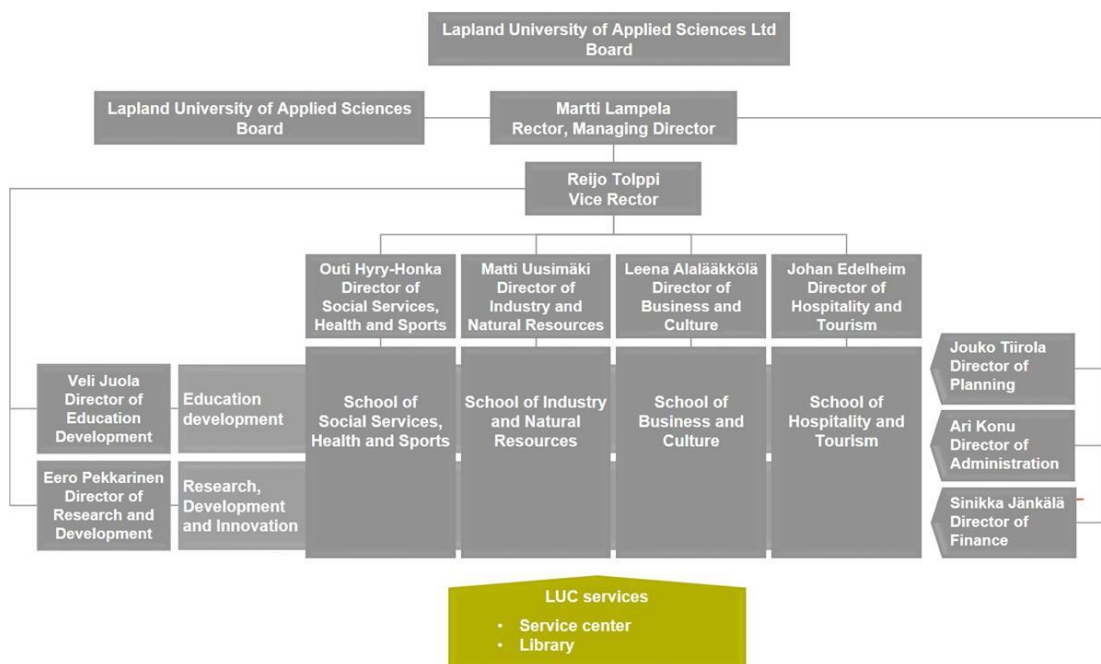 Lapland University of Applied Sciences Ltd
Board
Lapland University of Applied Sciences
Board
Martti Lampela
Rector, Managing Director
Reijo Tolppi
Vice Rector
Outi Hyry-Honka
Director of
Social Services,
Health and Sports
Matti Uusimäki
Director of
Industry and
Natural Resources
Leena Alalääkkölä
Director of
Business and
Culture
Johan Edelheim
Director of
Hospitality and
Tourism
Veli Juola
Director of
Education
Development
Education
development
School of
Social Services,
Health and Sports
School of Industry
and Natural
Resources
School of
Business and
Culture
School of
Hospitality and
Tourism
Jouko Tiirola
Director of
Planning
Ari Konu
Director of
Administration
Eero Pekkarinen
Director of
Research and
Development
Research,
Development
and Innovation
Sinikka Jänkälä
Director of
Finance
LUC services
• Service center
• Library